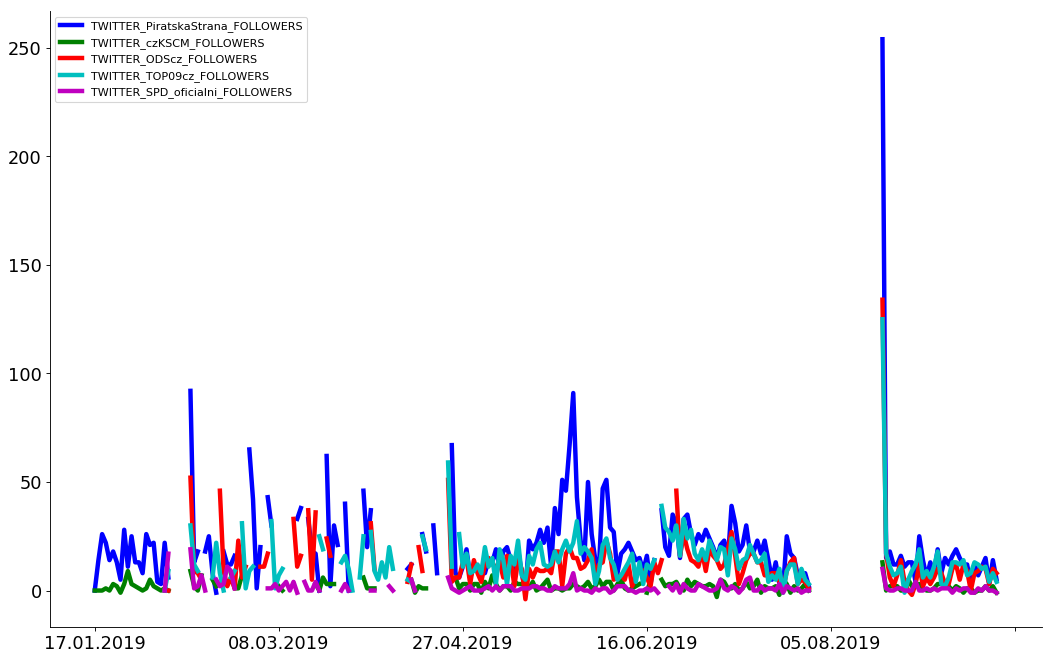 TWITTER_PiratskaStrana_FOLLOWERS
TWITTER_czKSCM_FOLLOWERS
TWITTER_ODScz_FOLLOWERS
TWITTER_TOP09cz_FOLLOWERS
TWITTER_SPD_oficialni_FOLLOWERS
250
200
150
100
50
0
17.01.2019 08.03.2019 27.04.2019 16.06.2019 05.08.2019